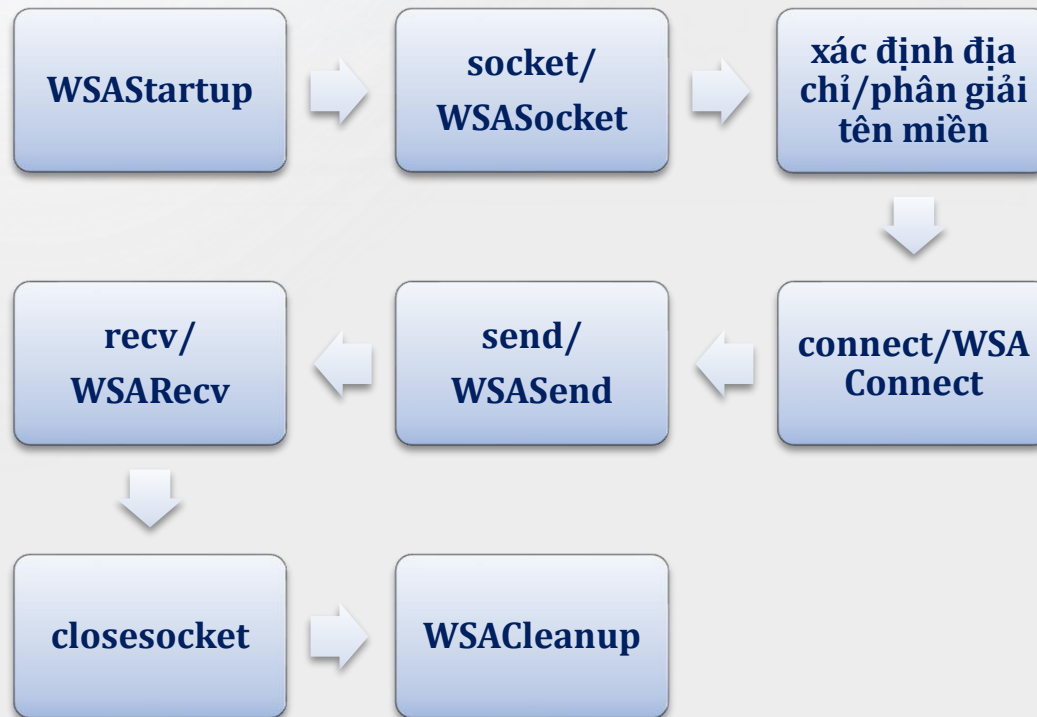 WSAStartup
socket/
WSASocket
xác định địa
chỉ/phân giải
tên miền
connect/WSA
Connect
send/
WSASend
recv/
WSARecv
closesocket
WSACleanup